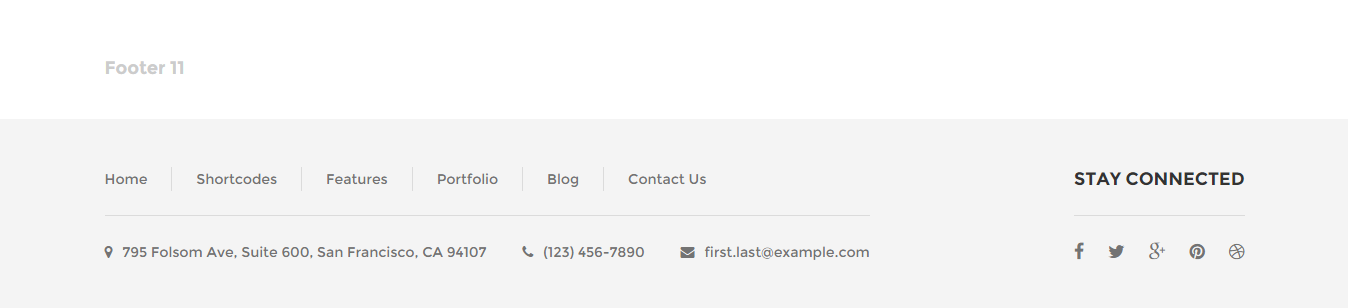 Footer 11
Home Shortcodes Features Portfolio Blog Contact Us
STAY CONNECTED
795 Folsom Ave, Suite 600, San Francisco, CA 94107 (123) 456-7890 first.last@example.com